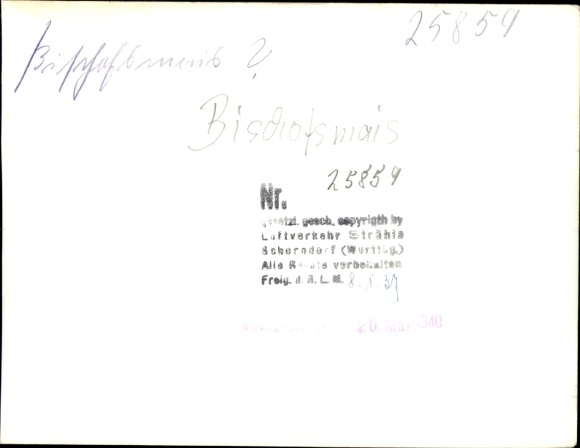 25859
Bischofsmais ?
Bischofsmais
Nr. 25859
gesetzl. gesch. copyrigth by
Luftverkehr Strähle
Schorndorf (Württbg.)
Alle Rechte vorbehalten
Freig. d. R. L. M.
20. Mai 1940